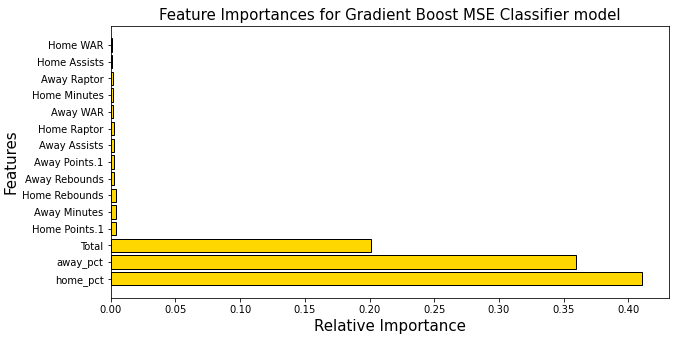 Feature Importances for Gradient Boost MSE Classifier model
Home WAR
Home Assists
Away Raptor
Home Minutes
Away WAR
Home Raptor
Away Assists
Away Points.1
Away Rebounds
Home Rebounds
Away Minutes
Home Points.1
Total
away_pct
home_pct
Features
0.00 0.05 0.10 0.15 0.20 0.25 0.30 0.35 0.40
Relative Importance